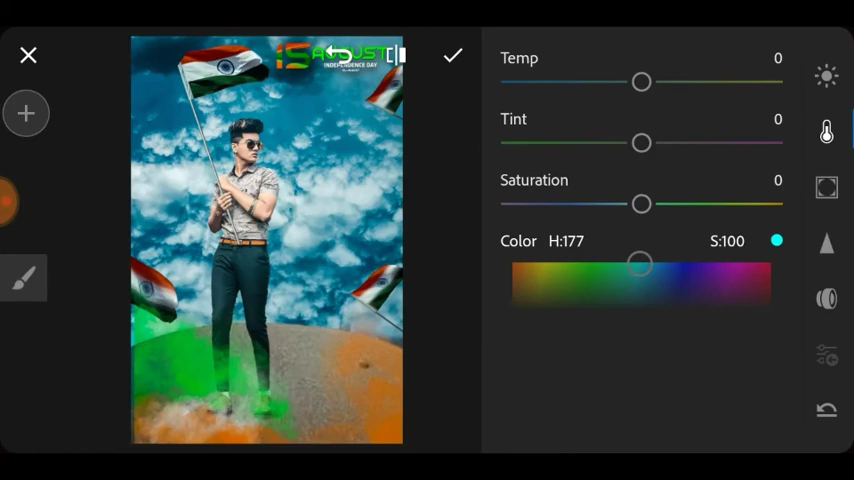 15 AUGUST
INDEPENDENCE DAY
Temp 0
Tint 0
Saturation 0
Color H:177 S:100